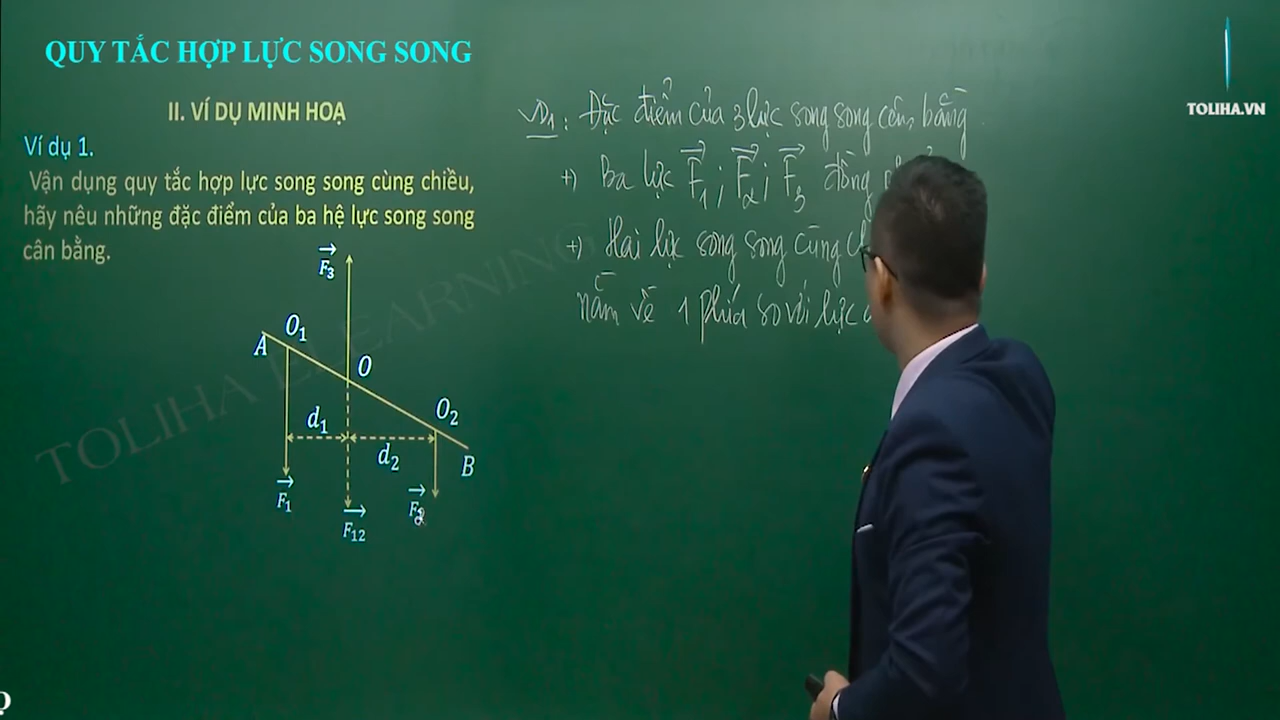 QUY TẮC HỢP LỰC SONG SONG
TOLIHA.VN
II. VÍ DỤ MINH HOẠ
Ví dụ 1.
Vận dụng quy tắc hợp lực song song cùng chiều,
hãy nêu những đặc điểm của ba hệ lực song song
cân bằng.
F₃
O₁
A
O
O₂
d₁
d₂
B
F₁
F₂
F₁₂
TOLIHA LEARNING
VD1: Đặc điểm của 3 lực song song cân bằng
+) Ba lực F₁; F₂; F₃ đồng
+) Hai lực song song cùng
nằm về 1 phía so với lực